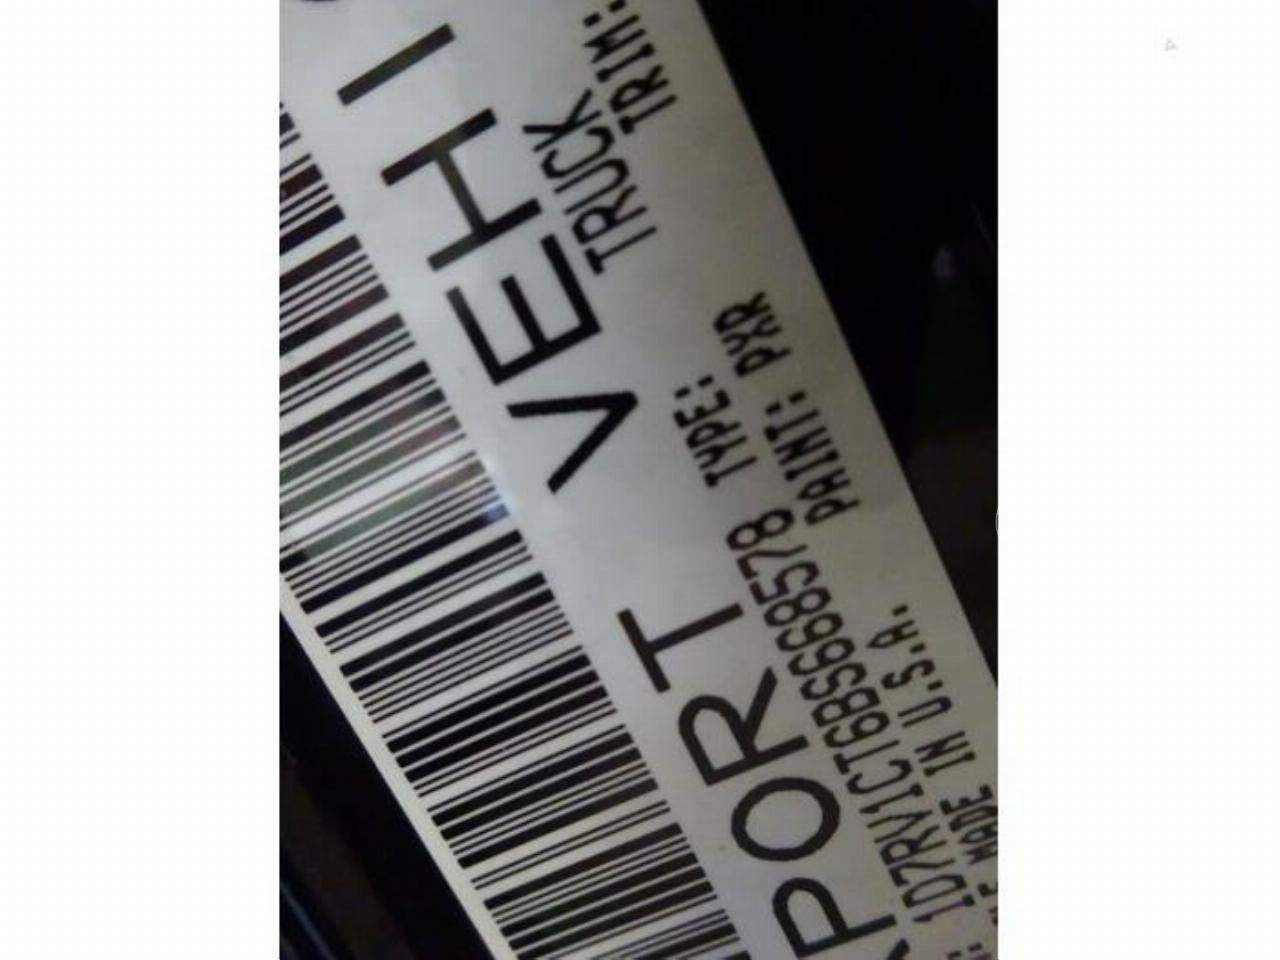 PORT VEHI
: 1D7RV1CT6BS668578 TYPE: TRUCK
MADE IN U.S.A. PAINT: PXR TRIM: